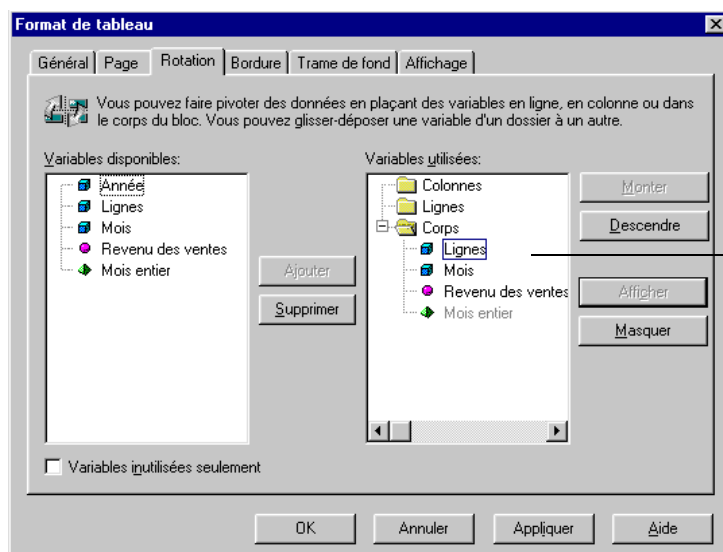 Format de tableau
Général Page Rotation Bordure Trame de fond Affichage
Vous pouvez faire pivoter des données en plaçant des variables en ligne, en colonne ou dans
le corps du bloc. Vous pouvez glisser-déposer une variable d'un dossier à un autre.
Variables disponibles:
Année
Lignes
Mois
Revenu des ventes
Mois entier
Ajouter
Supprimer
Variables utilisées:
Colonnes
Lignes
Corps
Lignes
Mois
Revenu des ventes
Mois entier
Monter
Descendre
Afficher
Masquer
Variables inutilisées seulement
OK Annuler Appliquer Aide